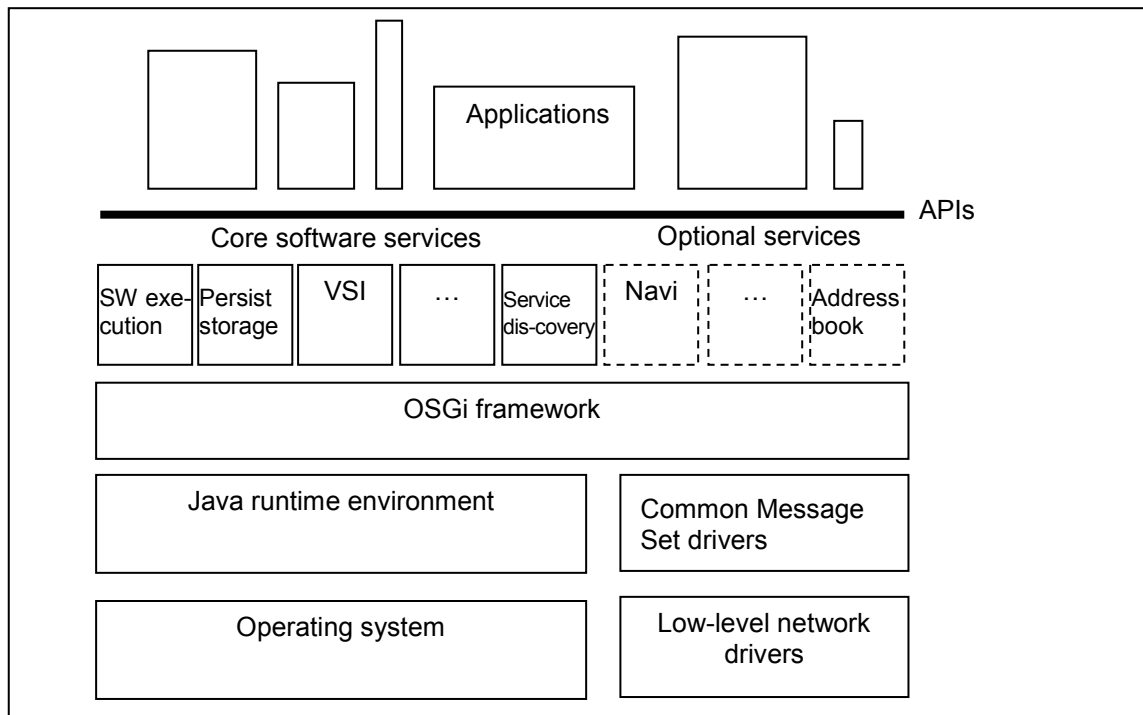 Applications
APIs
Core software services
Optional services
SW exe-
cution
Persist
storage
VSI
…
Service
dis-covery
Navi
…
Address
book
OSGi framework
Java runtime environment
Common Message
Set drivers
Operating system
Low-level network
drivers